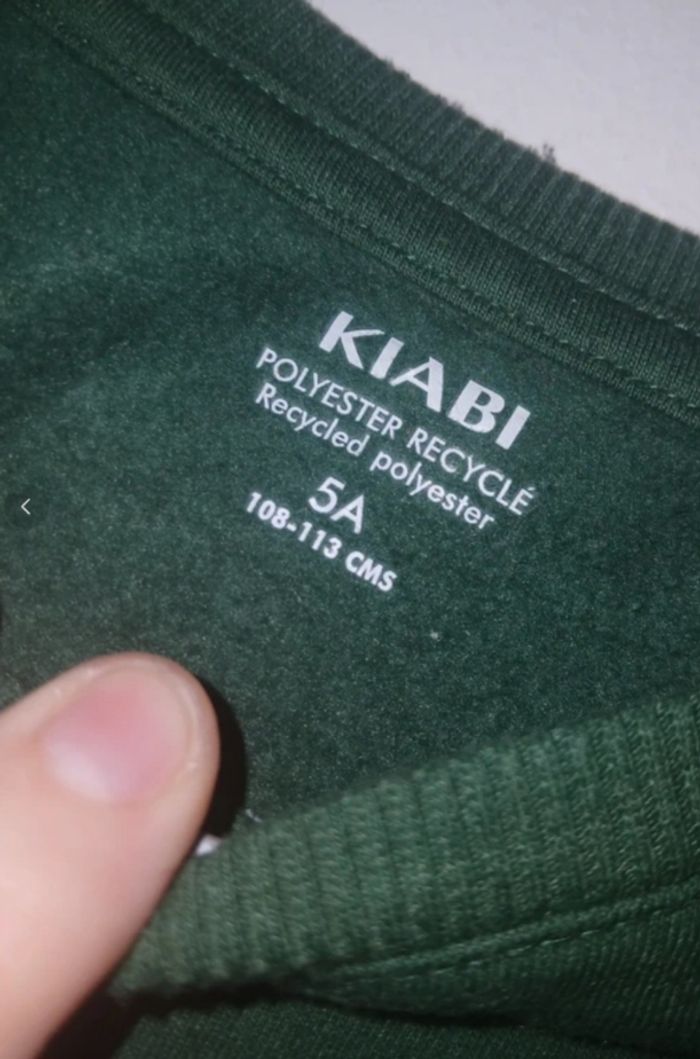 KIABI
POLYESTER RECYCLÉ
Recycled polyester
5A
108-113 CMS